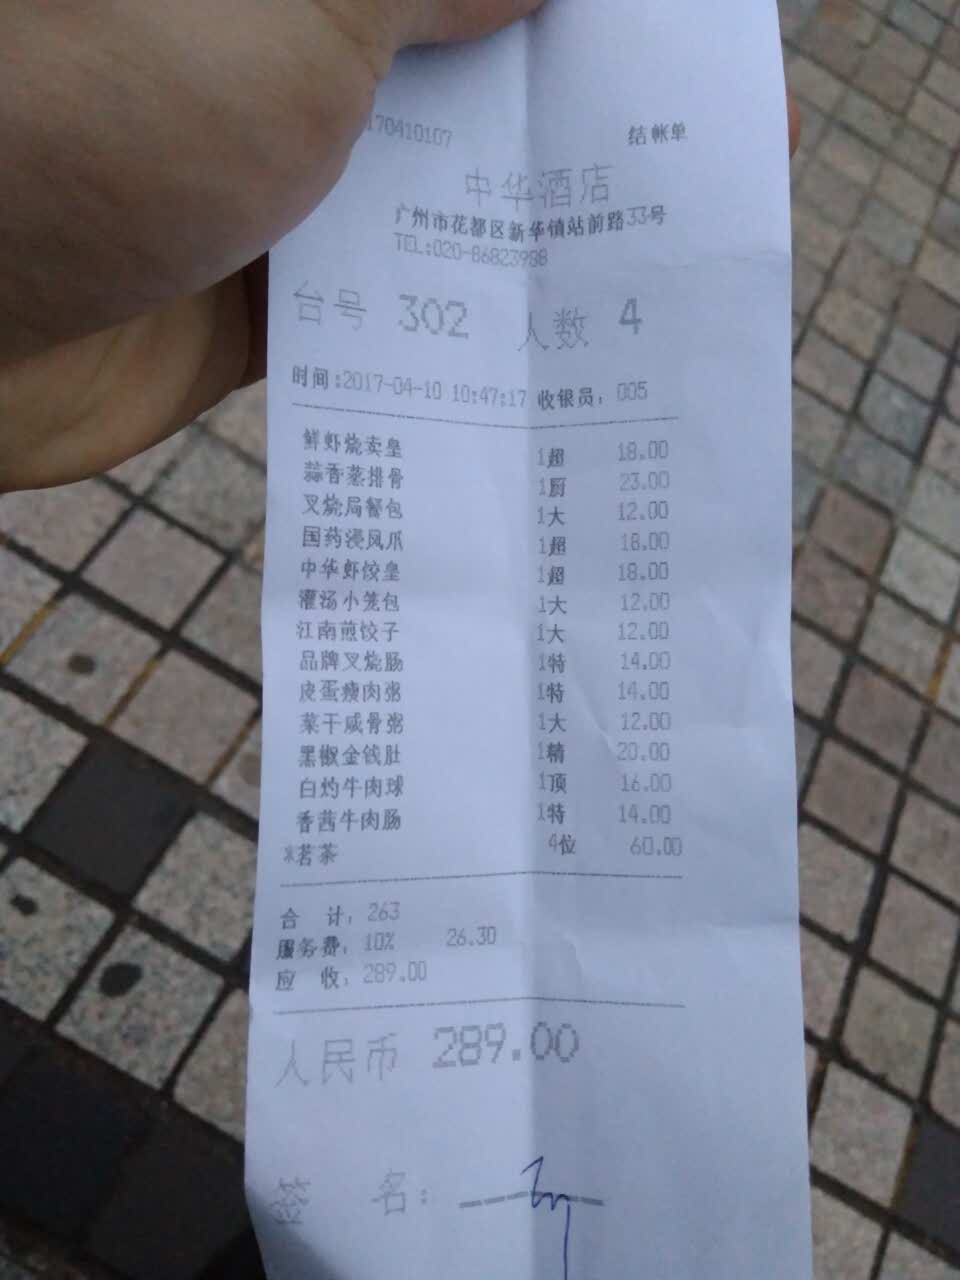 170410107 结帐单
中华酒店
广州市花都区新华镇站前路33号
TEL:020-86823988
台号 302 人数 4
时间:2017-04-10 10:47:17 收银员: 005
鲜虾烧卖皇 1超 18.00
蒜香蒸排骨 1厨 23.00
叉烧局餐包 1大 12.00
国药浸凤爪 1超 18.00
中华虾饺皇 1超 18.00
灌汤小笼包 1大 12.00
江南煎饺子 1大 12.00
品牌叉烧肠 1特 14.00
皮蛋瘦肉粥 1特 14.00
菜干咸骨粥 1大 12.00
黑椒金钱肚 1精 20.00
白灼牛肉球 1顶 16.00
香茜牛肉肠 1特 14.00
*茗茶 4位 60.00
合 计: 263
服务费: 10% 26.30
应 收: 289.00
人民币 289.00
签 名: